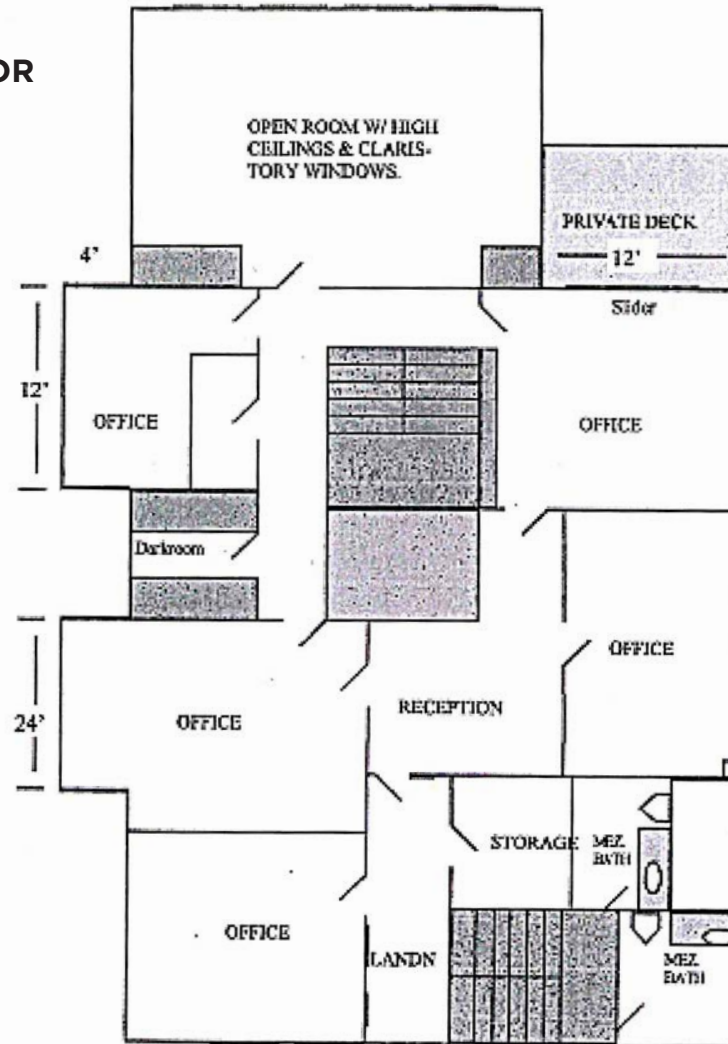 OR
OPEN ROOM W/ HIGH
CEILINGS & CLARIS-
TORY WINDOWS.
PRIVATE DECK
12'
4'
Slider
12'
OFFICE
OFFICE
Darkroom
OFFICE
24'
OFFICE
RECEPTION
STORAGE
MEZ.
BATH
OFFICE
LANDN
MEZ
BATH